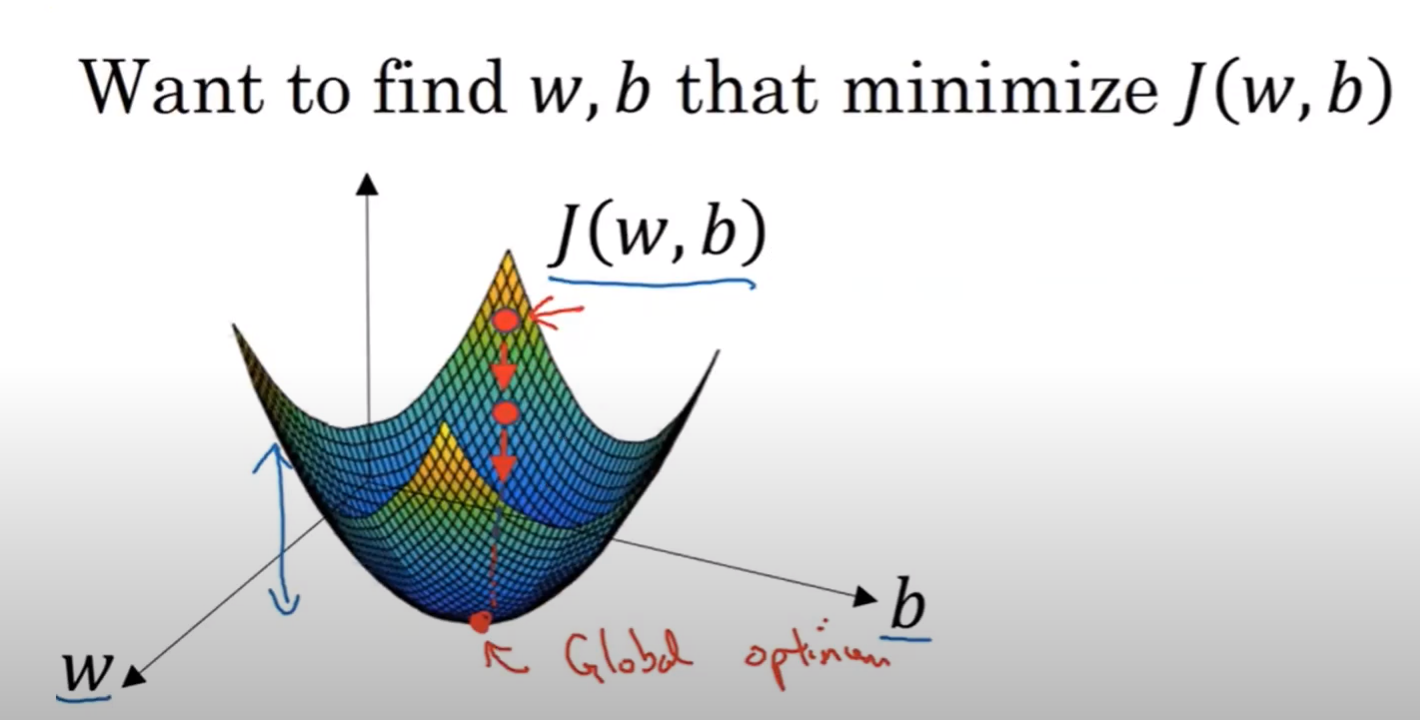 Want to find w, b that minimize J(w, b)
J(w, b)
b
w
Global optimum